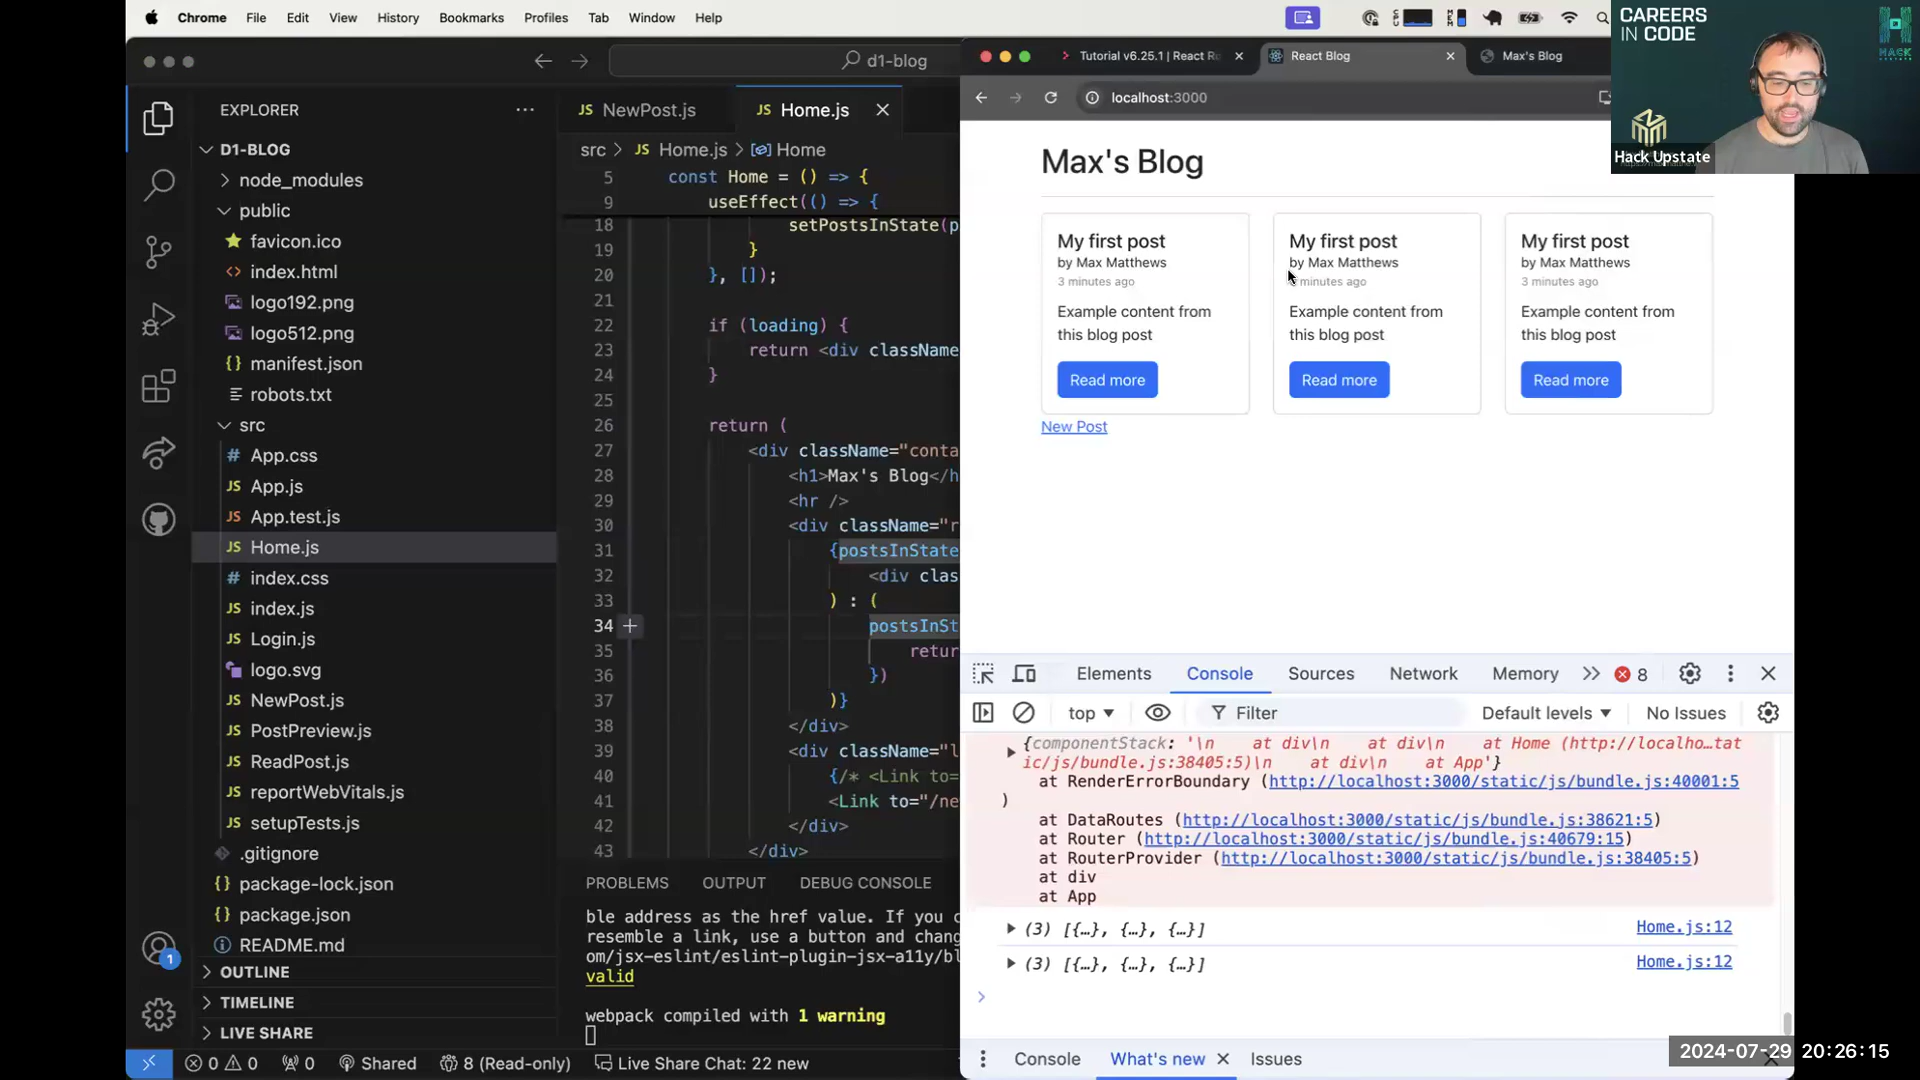 Chrome File Edit View History Bookmarks Profiles Tab Window Help
CAREERS
IN CODE
HACK
Hack Upstate
d1-blog
Tutorial v6.25.1 | React Ro
React Blog
Max's Blog
localhost:3000
EXPLORER
D1-BLOG
node_modules
public
favicon.ico
index.html
logo192.png
logo512.png
manifest.json
robots.txt
src
App.css
App.js
App.test.js
Home.js
index.css
index.js
Login.js
logo.svg
NewPost.js
PostPreview.js
ReadPost.js
reportWebVitals.js
setupTests.js
.gitignore
package-lock.json
package.json
README.md
OUTLINE
TIMELINE
LIVE SHARE
1
JS NewPost.js
JS Home.js
src > JS Home.js > Home
5 const Home = () => {
9 useEffect(() => {
18 setPostsInState(p
19 }
20 }, []);
21
22 if (loading) {
23 return <div className
24 }
25
26 return (
27 <div className="conta
28 <h1>Max's Blog</h
29 <hr />
30 <div className="r
31 {postsInState
32 <div clas
33 ) : (
34 postsInSt
35 retur
36 })
37 )}
38 </div>
39 <div className="l
40 {/* <Link to=
41 <Link to="/ne
42 </div>
43 </div>
PROBLEMS OUTPUT DEBUG CONSOLE
ble address as the href value. If you c
resemble a link, use a button and chang
om/jsx-eslint/eslint-plugin-jsx-a11y/bl
valid
webpack compiled with 1 warning
0 0 0 Shared 8 (Read-only) Live Share Chat: 22 new
Max's Blog
My first post
by Max Matthews
3 minutes ago
Example content from
this blog post
Read more
My first post
by Max Matthews
minutes ago
Example content from
this blog post
Read more
My first post
by Max Matthews
3 minutes ago
Example content from
this blog post
Read more
New Post
Elements Console Sources Network Memory 8
top Filter Default levels No Issues
{componentStack: '\n    at div\n    at div\n    at Home (http://localho…tat
ic/js/bundle.js:38405:5)\n    at div\n    at App'}
at RenderErrorBoundary (http://localhost:3000/static/js/bundle.js:40001:5
)
at DataRoutes (http://localhost:3000/static/js/bundle.js:38621:5)
at Router (http://localhost:3000/static/js/bundle.js:40679:15)
at RouterProvider (http://localhost:3000/static/js/bundle.js:38405:5)
at div
at App
(3) [{…}, {…}, {…}] Home.js:12
(3) [{…}, {…}, {…}] Home.js:12
Console What's new Issues
2024-07-29 20:26:15